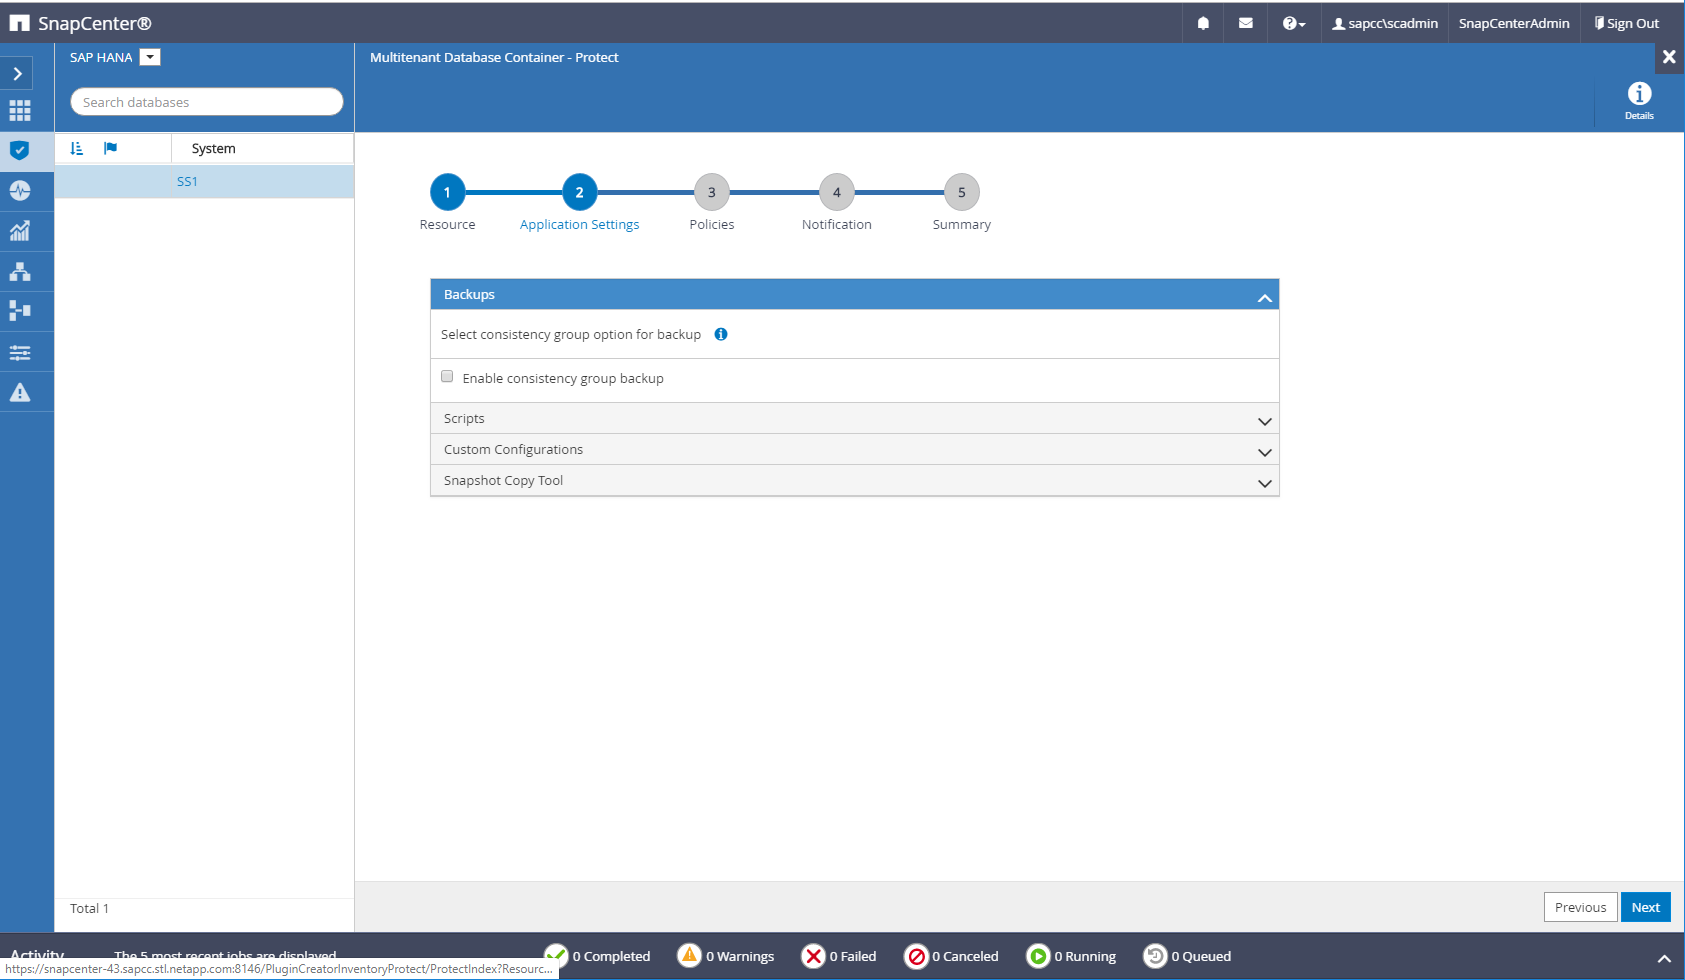 SnapCenter®
sapcc\scadmin
SnapCenterAdmin
Sign Out
SAP HANA
Multitenant Database Container - Protect
Search databases
Details
System
SS1
1
2
3
4
5
Resource
Application Settings
Policies
Notification
Summary
Backups
Select consistency group option for backup
Enable consistency group backup
Scripts
Custom Configurations
Snapshot Copy Tool
Total 1
Previous
Next
Activity
The 5 most recent jobs are displayed
0 Completed
0 Warnings
0 Failed
0 Canceled
0 Running
0 Queued
https://snapcenter-43.sapcc.stl.netapp.com:8146/PluginCreatorInventoryProtect/ProtectIndex?Resourc...